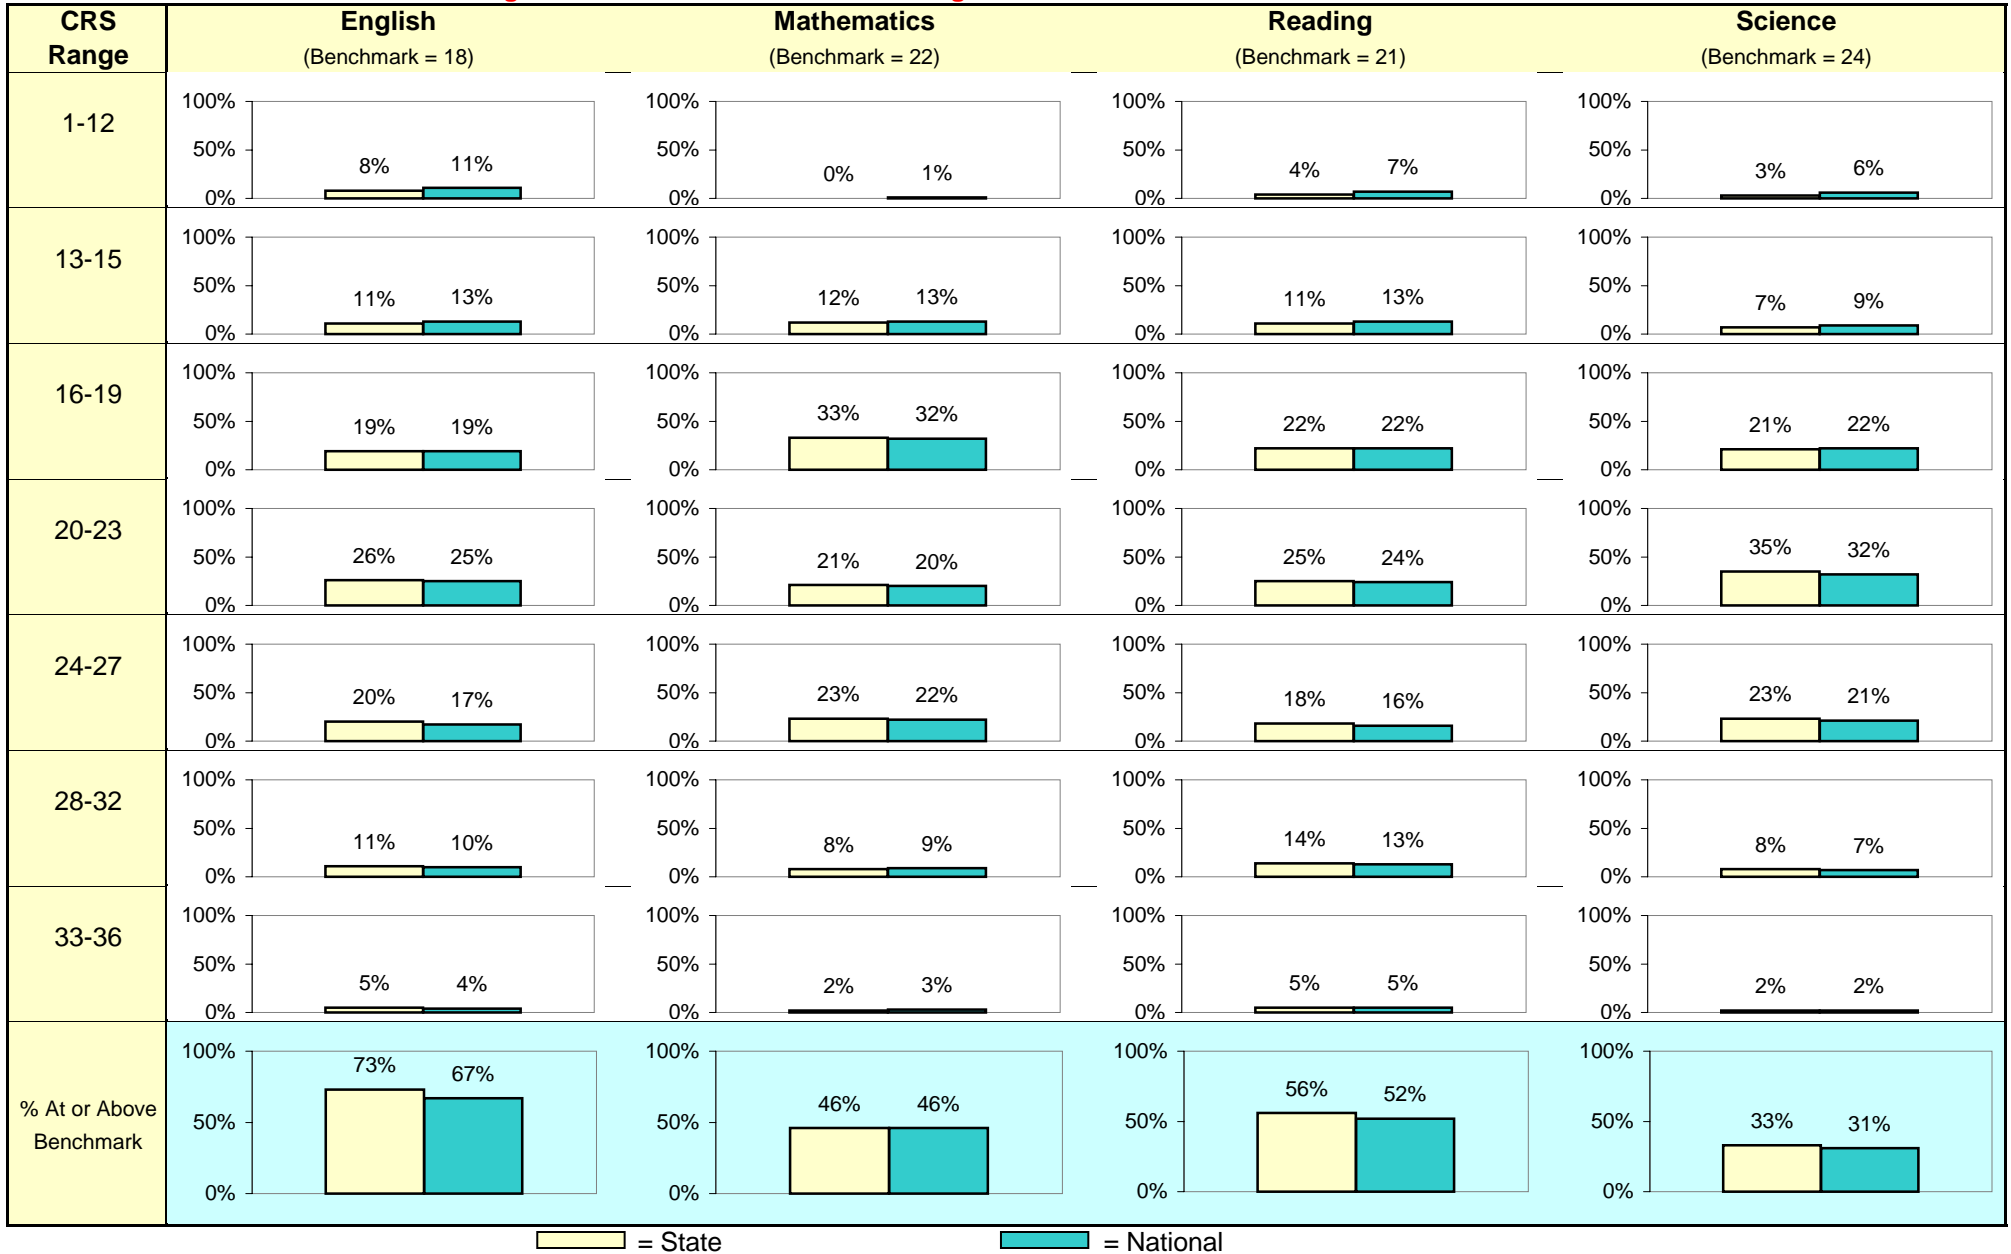 CRS Range English Mathematics Reading Science
(Benchmark = 18) (Benchmark = 22) (Benchmark = 21) (Benchmark = 24)
1-12
100% 100% 100% 100%
50% 8% 11% 50% 0% 1% 50% 4% 7% 50% 3% 6%
0% 0% 0% 0%
13-15
100% 100% 100% 100%
50% 11% 13% 50% 12% 13% 50% 11% 13% 50% 7% 9%
0% 0% 0% 0%
16-19
100% 100% 100% 100%
50% 19% 19% 50% 33% 32% 50% 22% 22% 50% 21% 22%
0% 0% 0% 0%
20-23
100% 100% 100% 100%
50% 26% 25% 50% 21% 20% 50% 25% 24% 50% 35% 32%
0% 0% 0% 0%
24-27
100% 100% 100% 100%
50% 20% 17% 50% 23% 22% 50% 18% 16% 50% 23% 21%
0% 0% 0% 0%
28-32
100% 100% 100% 100%
50% 11% 10% 50% 8% 9% 50% 14% 13% 50% 8% 7%
0% 0% 0% 0%
33-36
100% 100% 100% 100%
50% 5% 4% 50% 2% 3% 50% 5% 5% 50% 2% 2%
0% 0% 0% 0%
% At or Above
Benchmark
100% 73% 67% 100% 46% 46% 100% 56% 52% 100% 33% 31%
50% 50% 50% 50%
0% 0% 0% 0%
= State = National